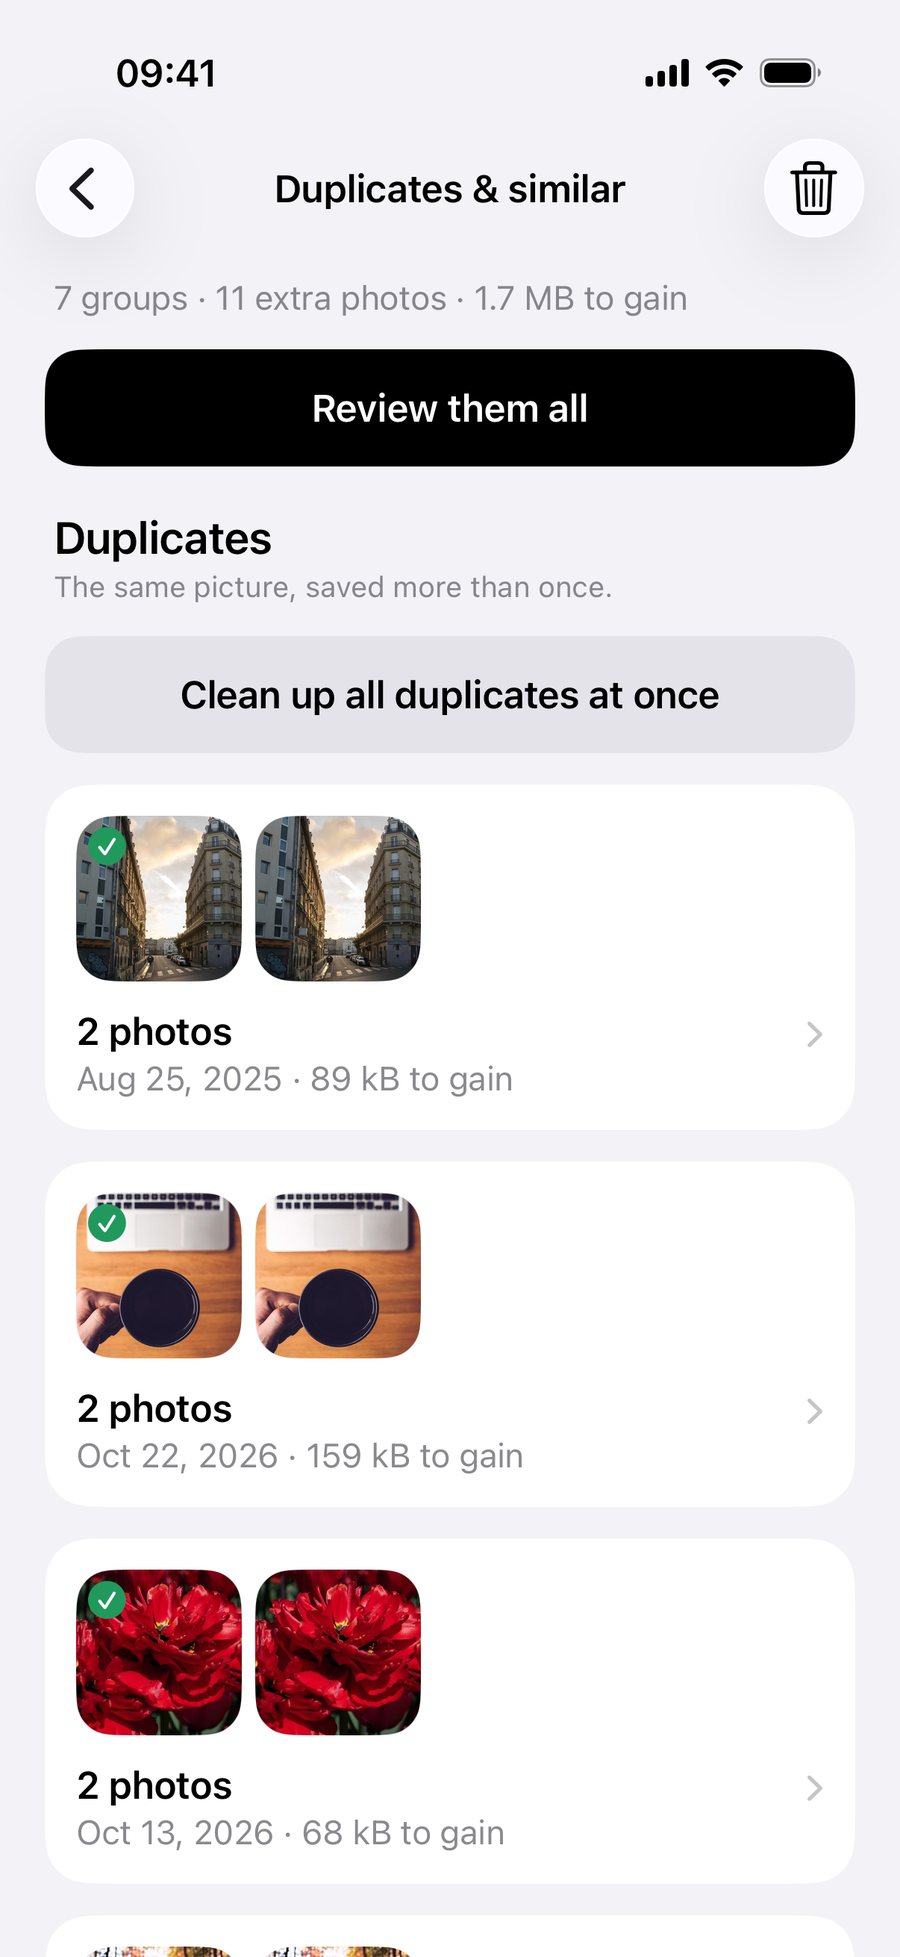 09:41
Duplicates & similar
7 groups · 11 extra photos · 1.7 MB to gain
Review them all
Duplicates
The same picture, saved more than once.
Clean up all duplicates at once
2 photos
Aug 25, 2025 · 89 kB to gain
2 photos
Oct 22, 2026 · 159 kB to gain
2 photos
Oct 13, 2026 · 68 kB to gain